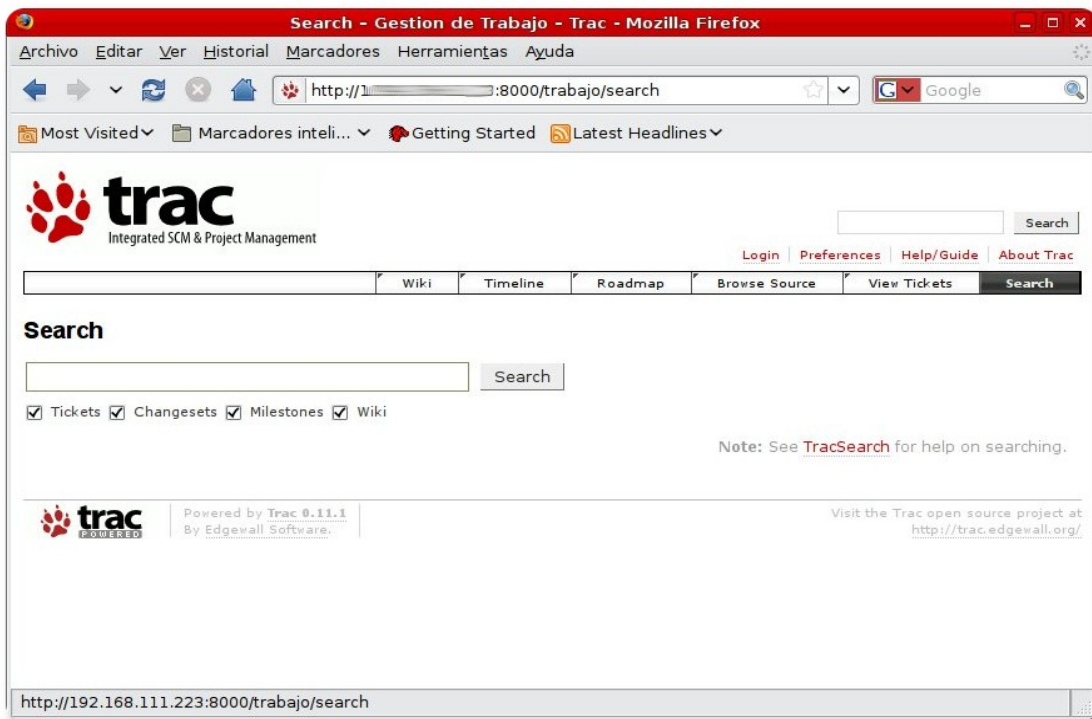 Search - Gestion de Trabajo - Trac - Mozilla Firefox
Archivo Editar Ver Historial Marcadores Herramientas Ayuda
http://1 :8000/trabajo/search G Google
Most Visited Marcadores inteli... Getting Started Latest Headlines
trac
Integrated SCM & Project Management
Search
Login Preferences Help/Guide About Trac
Wiki Timeline Roadmap Browse Source View Tickets Search
Search
Search
Tickets Changesets Milestones Wiki
Note: See TracSearch for help on searching.
trac POWERED
Powered by Trac 0.11.1
By Edgewall Software.
Visit the Trac open source project at
http://trac.edgewall.org/
http://192.168.111.223:8000/trabajo/search